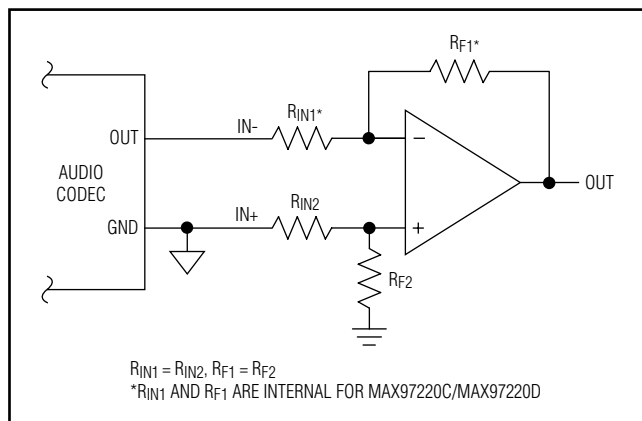 RF1*
RIN1*
IN-
OUT
−
AUDIO
CODEC
OUT
IN+
RIN2
GND
+
RF2
RIN1 = RIN2, RF1 = RF2
*RIN1 AND RF1 ARE INTERNAL FOR MAX97220C/MAX97220D